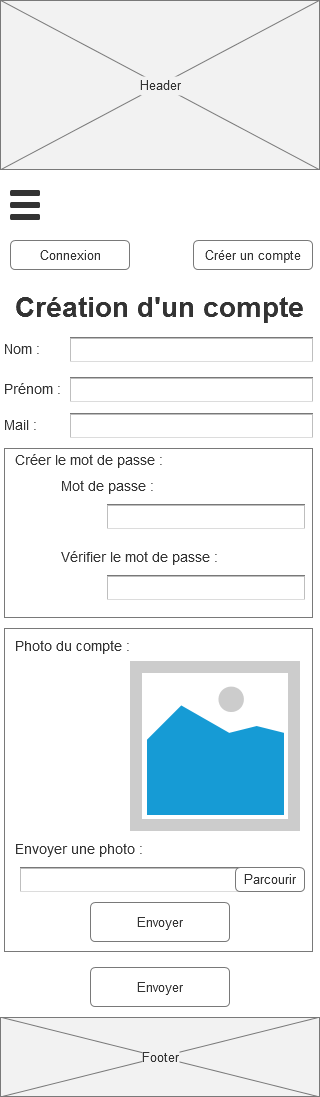 Header
Connexion
Créer un compte
Création d'un compte
Nom :
Prénom :
Mail :
Créer le mot de passe :
Mot de passe :
Vérifier le mot de passe :
Photo du compte :
Envoyer une photo :
Parcourir
Envoyer
Envoyer
Footer